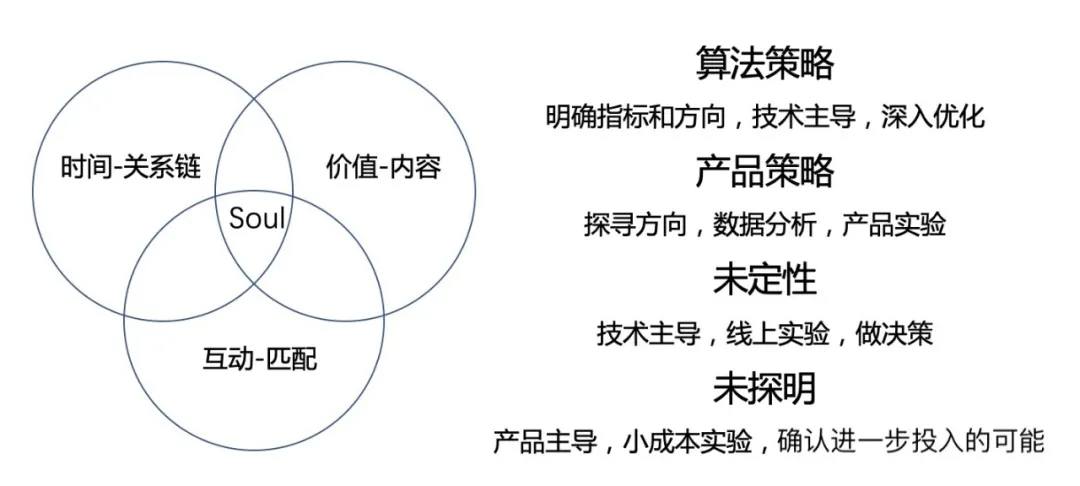 时间-关系链
价值-内容
Soul
互动-匹配
算法策略
明确指标和方向，技术主导，深入优化
产品策略
探寻方向，数据分析，产品实验
未定性
技术主导，线上实验，做决策
未探明
产品主导，小成本实验，确认进一步投入的可能